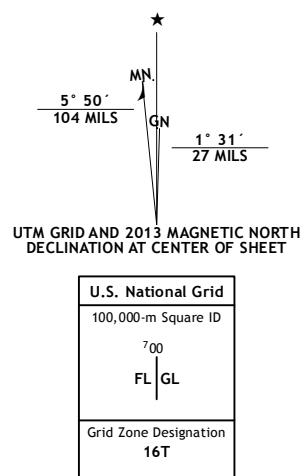 ★
MN.
5° 50´
104 MILS
GN
1° 31´
27 MILS
UTM GRID AND 2013 MAGNETIC NORTH
DECLINATION AT CENTER OF SHEET
U.S. National Grid
100,000-m Square ID
⁷00
FL GL
Grid Zone Designation
16T